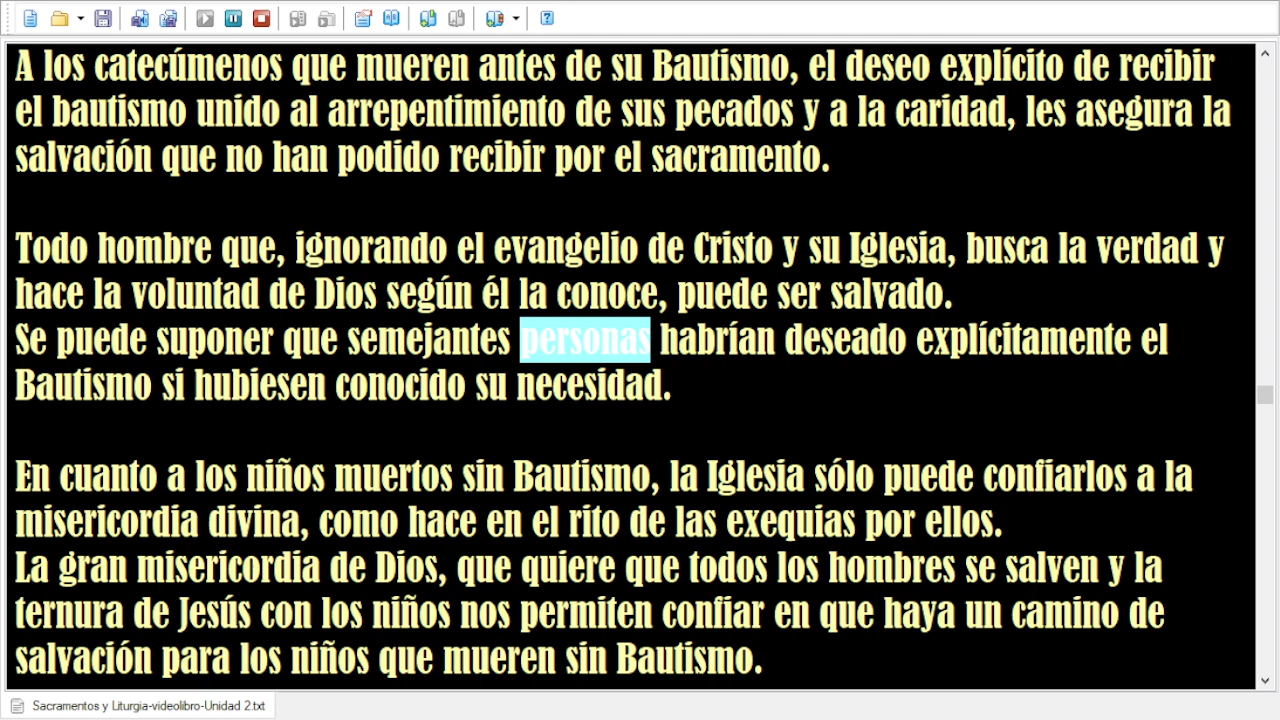 A los catecúmenos que mueren antes de su Bautismo, el deseo explícito de recibir
el bautismo unido al arrepentimiento de sus pecados y a la caridad, les asegura la
salvación que no han podido recibir por el sacramento.
Todo hombre que, ignorando el evangelio de Cristo y su Iglesia, busca la verdad y
hace la voluntad de Dios según él la conoce, puede ser salvado.
Se puede suponer que semejantes personas habrían deseado explícitamente el
Bautismo si hubiesen conocido su necesidad.
En cuanto a los niños muertos sin Bautismo, la Iglesia sólo puede confiarlos a la
misericordia divina, como hace en el rito de las exequias por ellos.
La gran misericordia de Dios, que quiere que todos los hombres se salven y la
ternura de Jesús con los niños nos permiten confiar en que haya un camino de
salvación para los niños que mueren sin Bautismo.
Sacramentos y Liturgia-videolibro-Unidad 2.txt